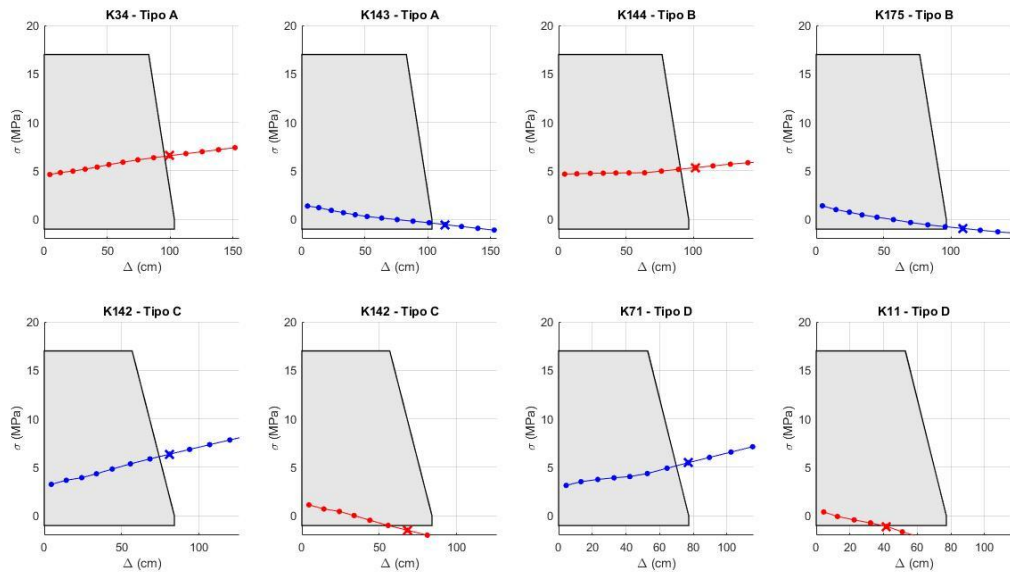 K34 - Tipo A
20
15
10
5
0
σ (MPa)
0 50 100 150
Δ (cm)
K143 - Tipo A
20
15
10
5
0
σ (MPa)
0 50 100 150
Δ (cm)
K144 - Tipo B
20
15
10
5
0
σ (MPa)
0 50 100
Δ (cm)
K175 - Tipo B
20
15
10
5
0
σ (MPa)
0 50 100
Δ (cm)
K142 - Tipo C
20
15
10
5
0
σ (MPa)
0 50 100
Δ (cm)
K142 - Tipo C
20
15
10
5
0
σ (MPa)
0 50 100
Δ (cm)
K71 - Tipo D
20
15
10
5
0
σ (MPa)
0 20 40 60 80 100
Δ (cm)
K11 - Tipo D
20
15
10
5
0
σ (MPa)
0 20 40 60 80 100
Δ (cm)